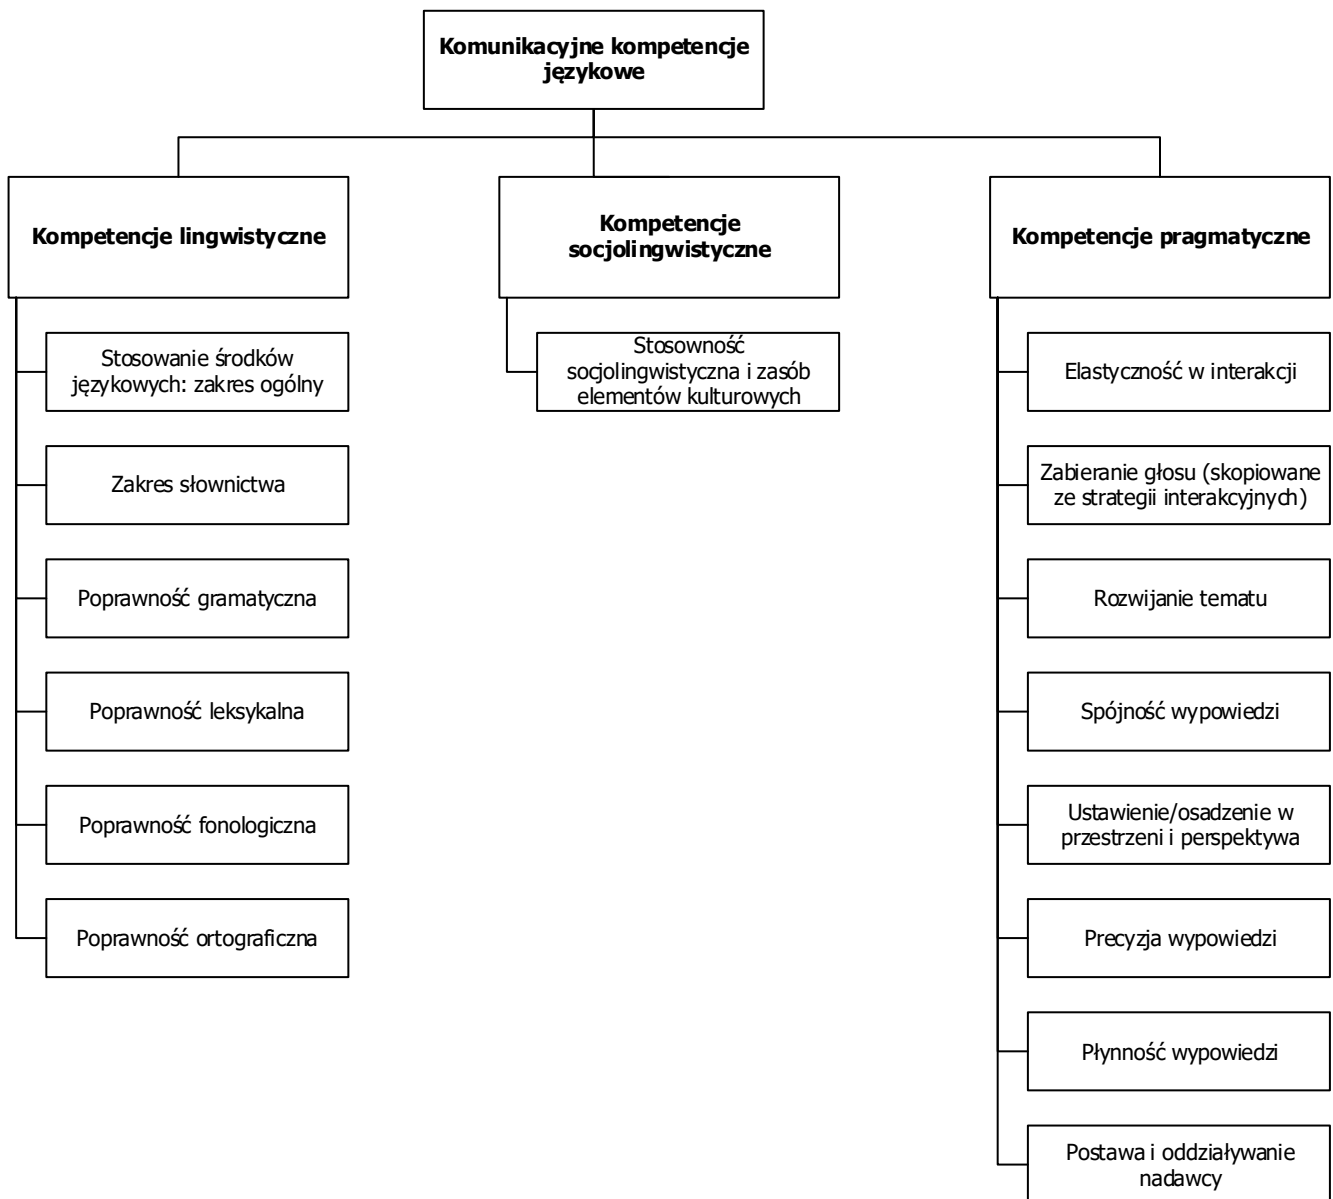 Komunikacyjne kompetencje
językowe
Kompetencje lingwistyczne
Stosowanie środków
językowych: zakres ogólny
Zakres słownictwa
Poprawność gramatyczna
Poprawność leksykalna
Poprawność fonologiczna
Poprawność ortograficzna
Kompetencje
socjolingwistyczne
Stosowność
socjolingwistyczna i zasób
elementów kulturowych
Kompetencje pragmatyczne
Elastyczność w interakcji
Zabieranie głosu (skopiowane
ze strategii interakcyjnych)
Rozwijanie tematu
Spójność wypowiedzi
Ustawienie/osadzenie w
przestrzeni i perspektywa
Precyzja wypowiedzi
Płynność wypowiedzi
Postawa i oddziaływanie
nadawcy